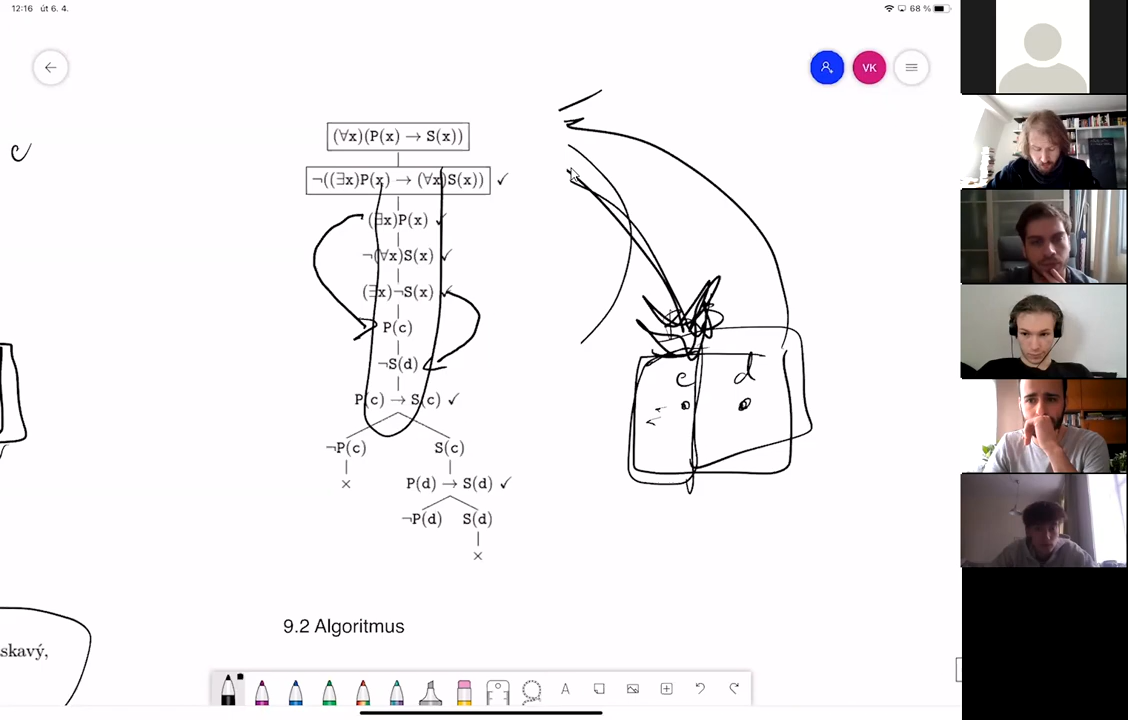 12:16 út 6. 4.
68 %
VK
c
(∀x)(P(x) → S(x))
¬((∃x)P(x) → (∀x)S(x)) ✓
(∃x)P(x) ✓
¬(∀x)S(x) ✓
(∃x)¬S(x) ✓
P(c)
¬S(d)
c d
P(c) → S(c) ✓
¬P(c) S(c)
× P(d) → S(d) ✓
¬P(d) S(d)
×
9.2 Algoritmus
skavý,
A